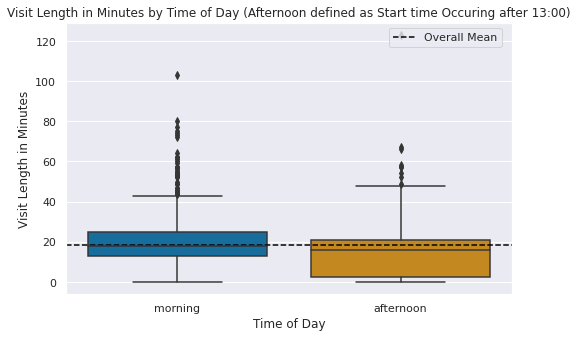 Visit Length in Minutes by Time of Day (Afternoon defined as Start time Occuring after 13:00)
Overall Mean
120
100
80
60
40
20
0
Visit Length in Minutes
morning afternoon
Time of Day